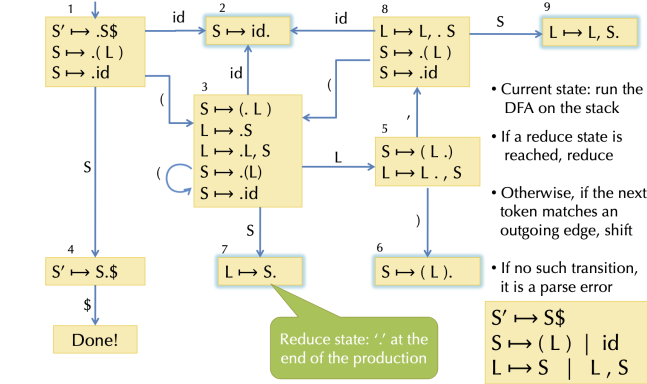 1
S' ↦ .S$
S ↦ .( L )
S ↦ .id
id
2
S ↦ id.
id
8
L ↦ L, . S
S ↦ .( L )
S ↦ .id
S
9
L ↦ L, S.
(
id
(
3
S ↦ (. L )
L ↦ .S
L ↦ .L, S
S ↦ .(L)
S ↦ .id
(
L
,
5
S ↦ ( L .)
L ↦ L . , S
S
S
)
4
S' ↦ S.$
7
L ↦ S.
6
S ↦ ( L ).
$
Done!
Reduce state: '.' at the
end of the production
• Current state: run the
DFA on the stack
• If a reduce state is
reached, reduce
• Otherwise, if the next
token matches an
outgoing edge, shift
• If no such transition,
it is a parse error
S' ↦ S$
S ↦ ( L ) | id
L ↦ S | L , S